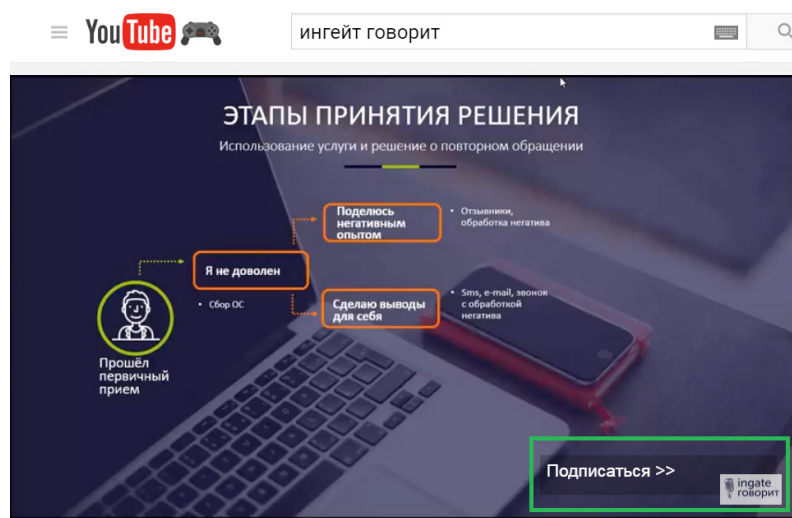 YouTube
ингейт говорит
ЭТАПЫ ПРИНЯТИЯ РЕШЕНИЯ
Использование услуги и решение о повторном обращении
Поделюсь
негативным
опытом
• Отзывники,
обработка негатива
Я не доволен
• Сбор ОС
Сделаю выводы
для себя
• Sms, e-mail, звонок
с обработкой
негатива
Прошёл
первичный
прием
Подписаться >>
ingate
говорит